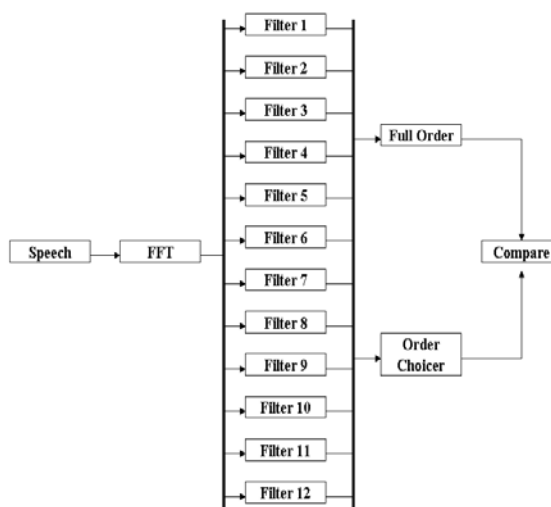 Speech
FFT
Filter 1
Filter 2
Filter 3
Filter 4
Filter 5
Filter 6
Filter 7
Filter 8
Filter 9
Filter 10
Filter 11
Filter 12
Full Order
Order
Choicer
Compare